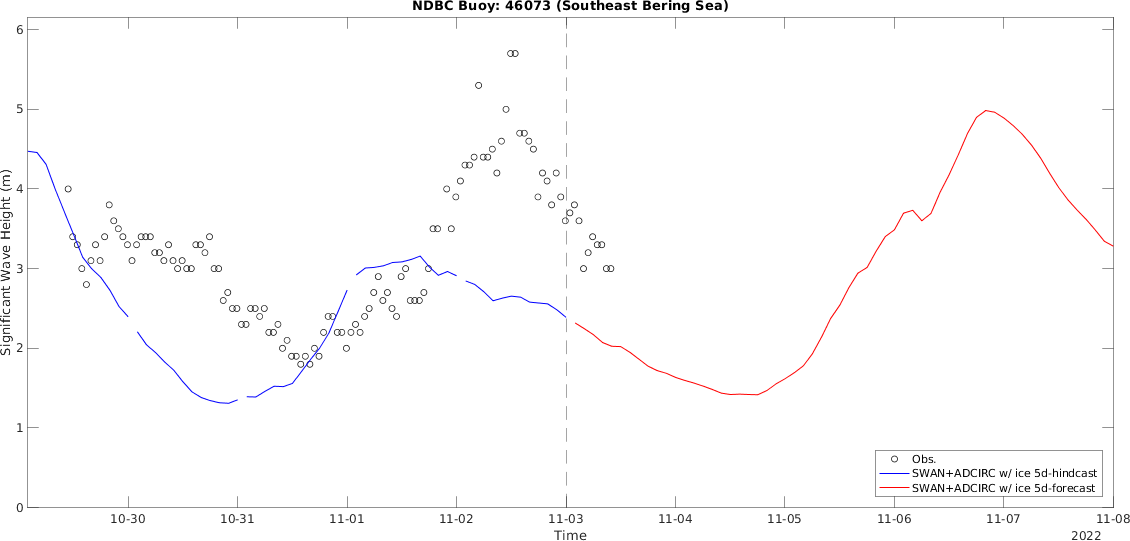 NDBC Buoy: 46073 (Southeast Bering Sea)
6
5
4
3
2
1
0
Significant Wave Height (m)
10-30 10-31 11-01 11-02 11-03 11-04 11-05 11-06 11-07 11-08
Time
2022
Obs.
SWAN+ADCIRC w/ ice 5d-hindcast
SWAN+ADCIRC w/ ice 5d-forecast